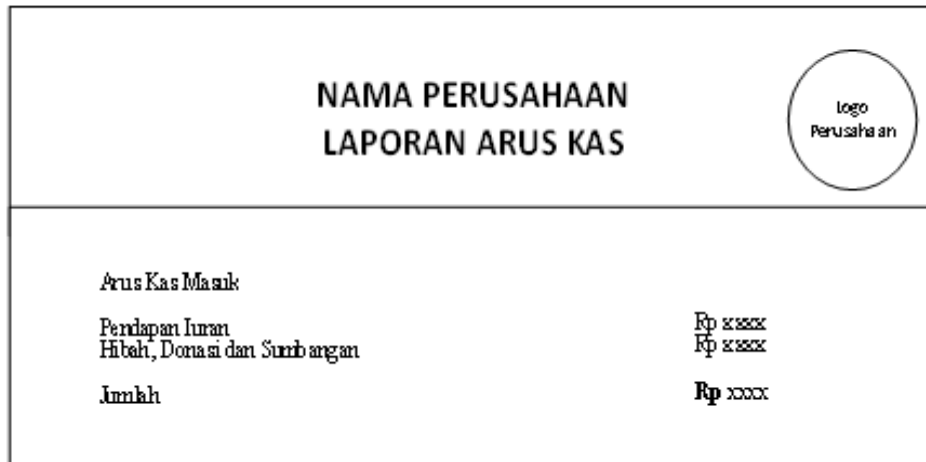 NAMA PERUSAHAAN
LAPORAN ARUS KAS
Logo
Perusahaan
Arus Kas Masuk
Pendapan Iuran Rp xxxx
Hibah, Donasi dan Sumbangan Rp xxxx
Jumlah Rp xxxx